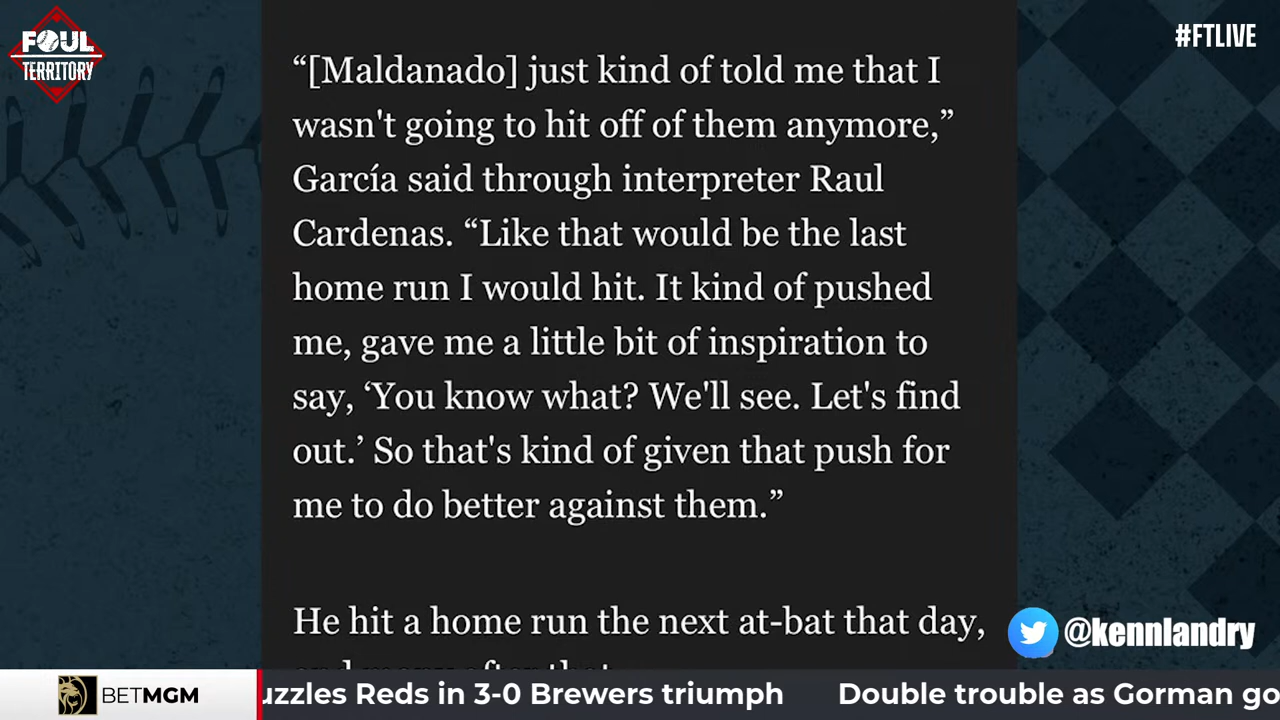 FOUL
TERRITORY
#FTLIVE
“[Maldanado] just kind of told me that I
wasn't going to hit off of them anymore,”
García said through interpreter Raul
Cardenas. “Like that would be the last
home run I would hit. It kind of pushed
me, gave me a little bit of inspiration to
say, ‘You know what? We'll see. Let's find
out.’ So that's kind of given that push for
me to do better against them.”
He hit a home run the next at-bat that day,
and many after that
@kennlandry
BETMGM
uzzles Reds in 3-0 Brewers triumph Double trouble as Gorman go